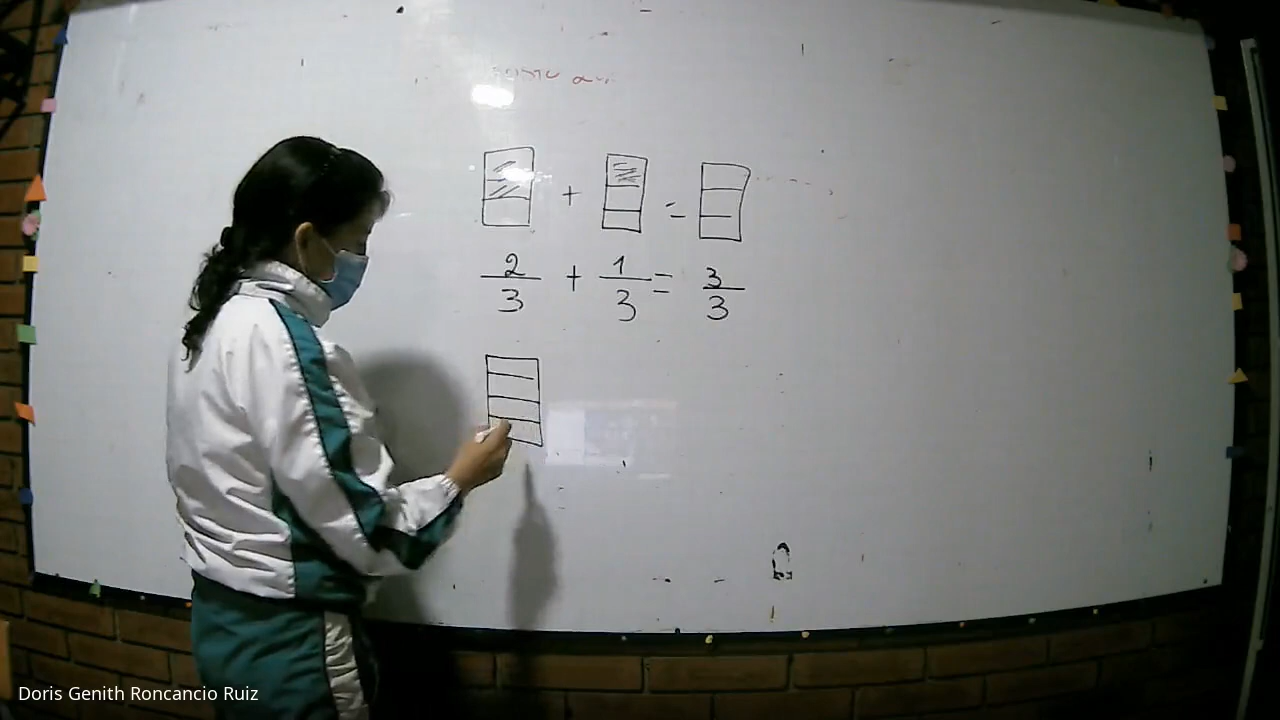 2/3 + 1/3 = 3/3
Doris Genith Roncancio Ruiz